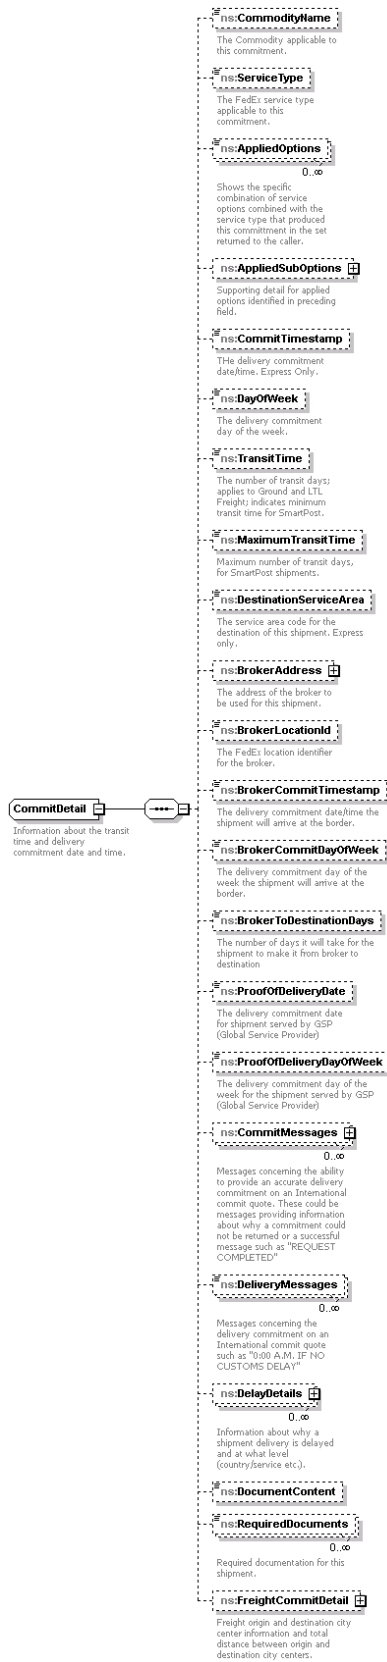 ns:CommodityName
The Commodity applicable to
this commitment.
ns:ServiceType
The FedEx service type
applicable to this
commitment.
ns:AppliedOptions
0..∞
Shows the specific
combination of service
options combined with the
service type that produced
this committment in the set
returned to the caller.
ns:AppliedSubOptions
Supporting detail for applied
options identified in preceding
field.
ns:CommitTimestamp
THe delivery commitment
date/time. Express Only.
ns:DayOfWeek
The delivery commitment
day of the week.
ns:TransitTime
The number of transit days;
applies to Ground and LTL
Freight; indicates minimum
transit time for SmartPost.
ns:MaximumTransitTime
Maximum number of transit days,
for SmartPost shipments.
ns:DestinationServiceArea
The service area code for the
destination of this shipment. Express
only.
ns:BrokerAddress
The address of the broker to
be used for this shipment.
ns:BrokerLocationId
The FedEx location identifier
for the broker.
CommitDetail
Information about the transit
time and delivery
commitment date and time.
ns:BrokerCommitTimestamp
The delivery commitment date/time the
shipment will arrive at the border.
ns:BrokerCommitDayOfWeek
The delivery commitment day of the
week the shipment will arrive at the
border.
ns:BrokerToDestinationDays
The number of days it will take for the
shipment to make it from broker to
destination
ns:ProofOfDeliveryDate
The delivery commitment date
for shipment served by GSP
(Global Service Provider)
ns:ProofOfDeliveryDayOfWeek
The delivery commitment day of the
week for the shipment served by GSP
(Global Service Provider)
ns:CommitMessages
0..∞
Messages concerning the ability
to provide an accurate delivery
commitment on an International
commit quote. These could be
messages providing information
about why a commitment could
not be returned or a successful
message such as "REQUEST
COMPLETED"
ns:DeliveryMessages
0..∞
Messages concerning the
delivery commitment on an
International commit quote
such as "0:00 A.M. IF NO
CUSTOMS DELAY"
ns:DelayDetails
0..∞
Information about why a
shipment delivery is delayed
and at what level
(country/service etc.).
ns:DocumentContent
ns:RequiredDocuments
0..∞
Required documentation for this
shipment.
ns:FreightCommitDetail
Freight origin and destination city
center information and total
distance between origin and
destination city centers.